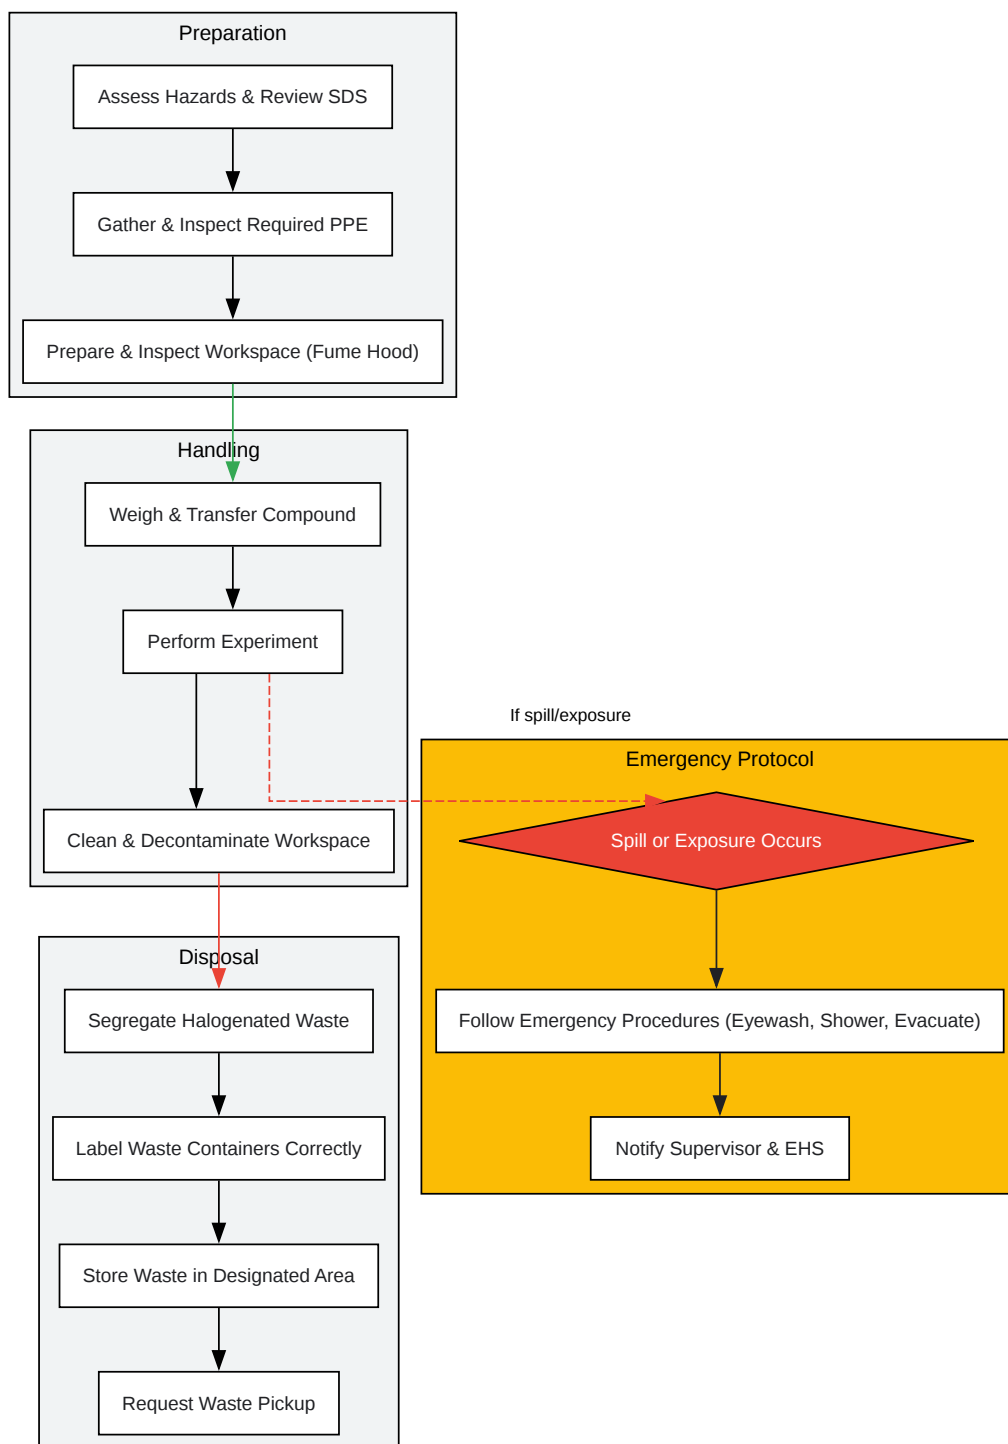 Preparation
Assess Hazards & Review SDS
Gather & Inspect Required PPE
Prepare & Inspect Workspace (Fume Hood)
Handling
Weigh & Transfer Compound
Perform Experiment
If spill/exposure
Emergency Protocol
Spill or Exposure Occurs
Clean & Decontaminate Workspace
Disposal
Segregate Halogenated Waste
Follow Emergency Procedures (Eyewash, Shower, Evacuate)
Label Waste Containers Correctly
Notify Supervisor & EHS
Store Waste in Designated Area
Request Waste Pickup